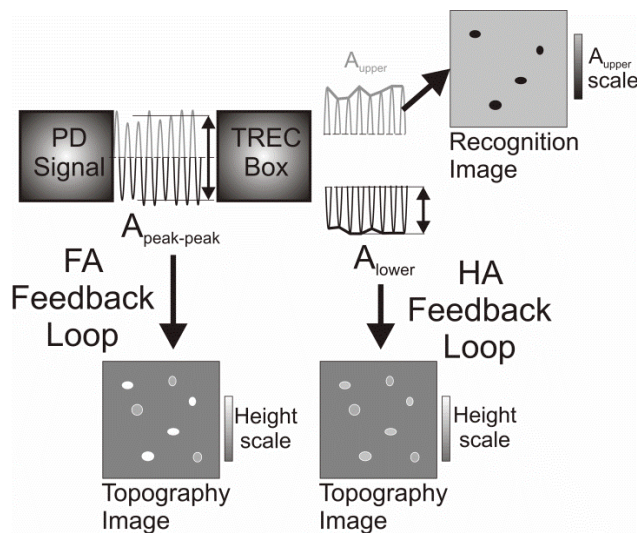 PD
Signal
TREC
Box
A_peak-peak
A_upper
A_upper
scale
Recognition
Image
A_lower
FA
Feedback
Loop
HA
Feedback
Loop
Height
scale
Topography
Image
Height
scale
Topography
Image